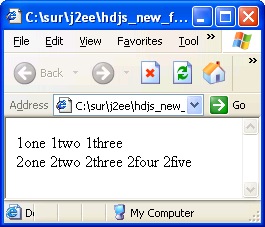 C:\sur\j2ee\hdjs_new_f...
File Edit View Favorites Tool »
Back
Address C:\sur\j2ee\hdjs_new_ Go
1one 1two 1three
2one 2two 2three 2four 2five
My Computer